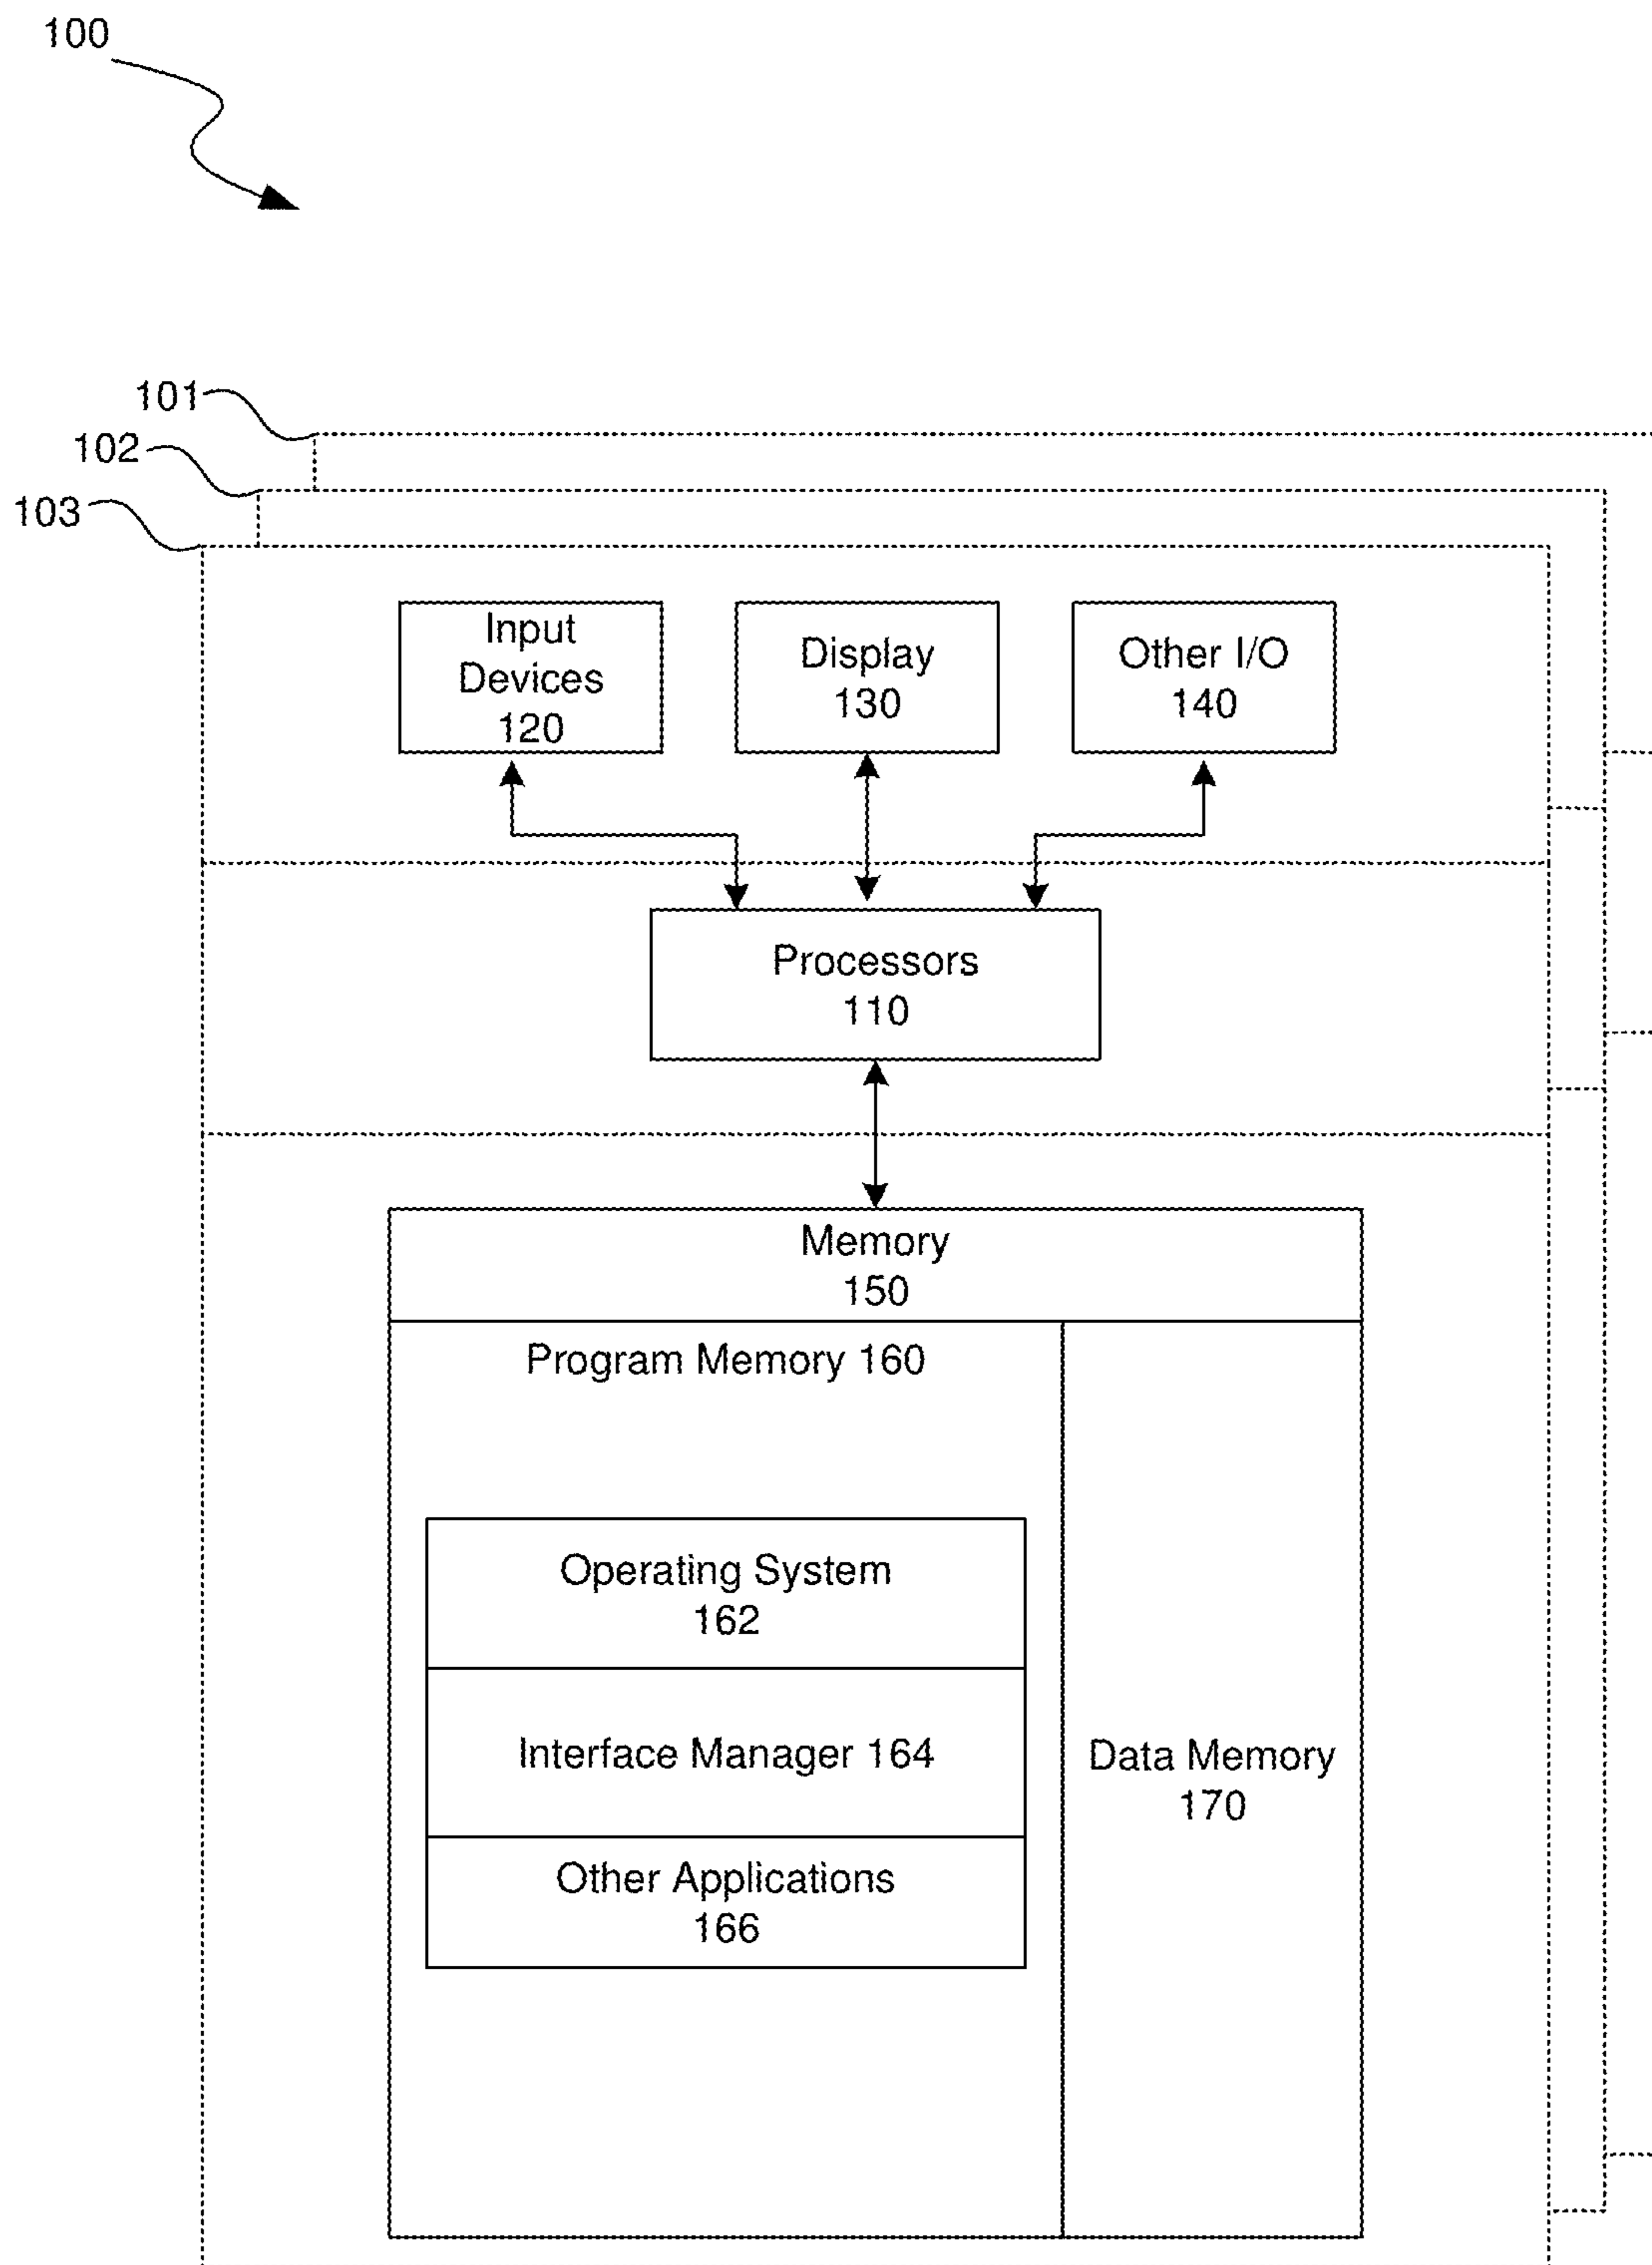 100
101
102
103
Input
Devices
120
Display
130
Other I/O
140
Processors
110
Memory
150
Program Memory 160
Operating System
162
Interface Manager 164
Other Applications
166
Data Memory
170